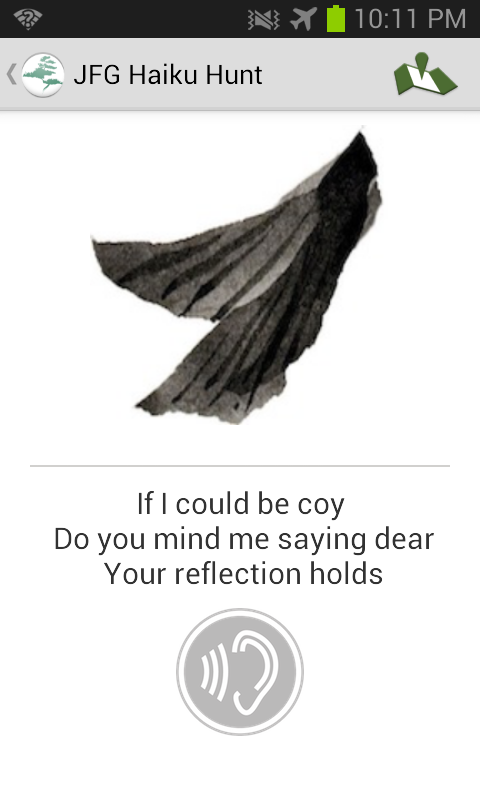 10:11 PM
JFG Haiku Hunt
If I could be coy
Do you mind me saying dear
Your reflection holds